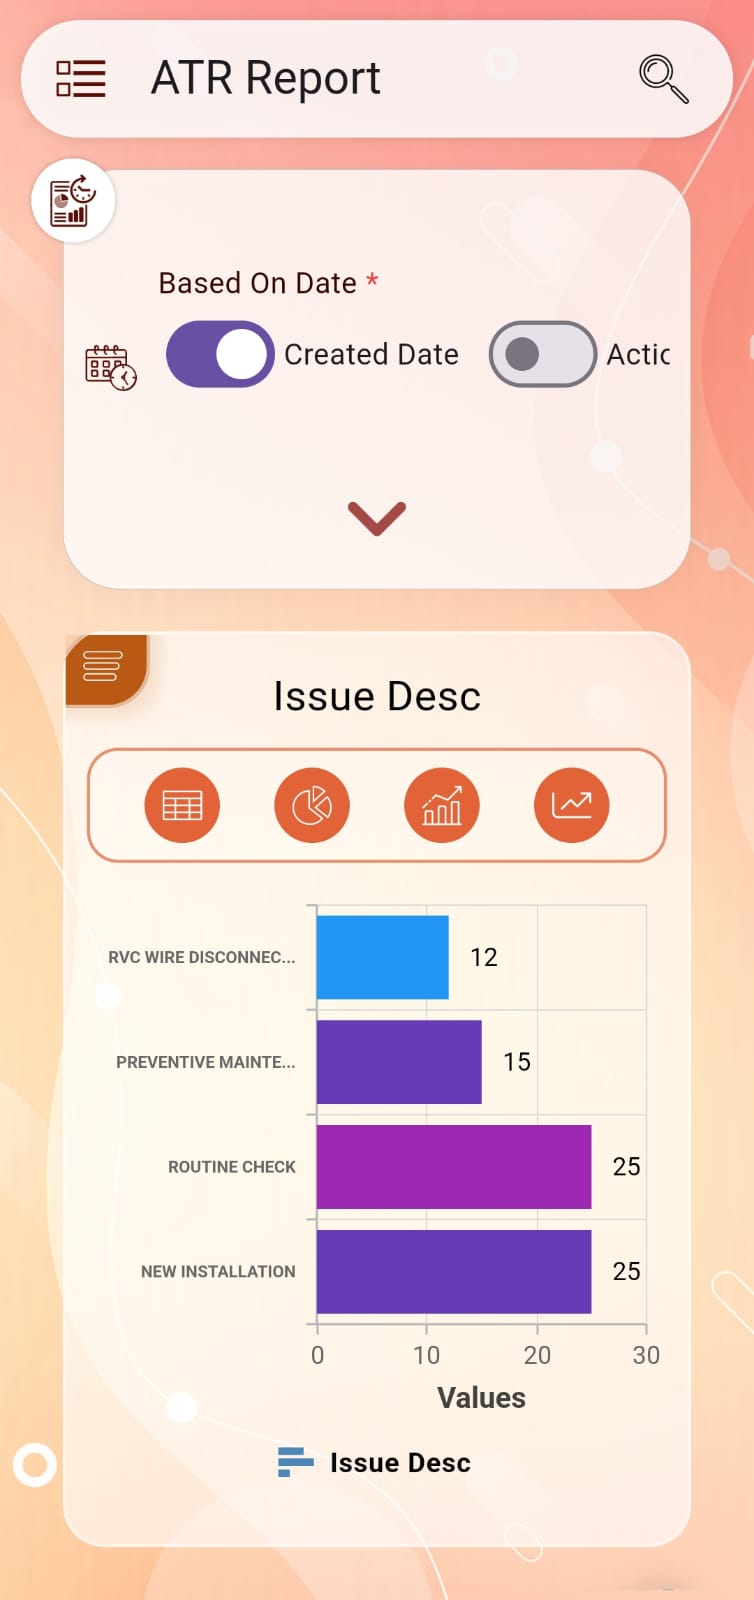 ATR Report
Based On Date *
Created Date
Actic
Issue Desc
RVC WIRE DISCONNEC... 12
PREVENTIVE MAINTE... 15
ROUTINE CHECK 25
NEW INSTALLATION 25
0 10 20 30
Values
Issue Desc